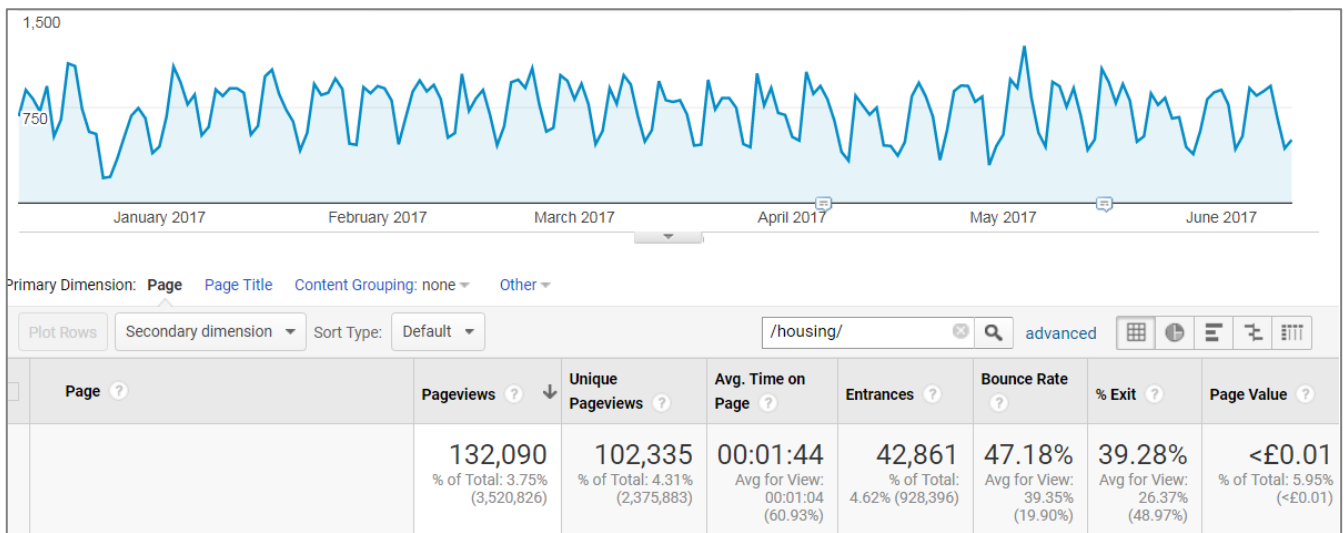 1,500
750
January 2017 February 2017 March 2017 April 2017 May 2017 June 2017
Primary Dimension: Page Page Title Content Grouping: none Other
Plot Rows Secondary dimension Sort Type: Default /housing/ advanced
Page ? Pageviews ? Unique Pageviews ? Avg. Time on Page ? Entrances ? Bounce Rate ? % Exit ? Page Value ?
132,090 102,335 00:01:44 42,861 47.18% 39.28% <£0.01
% of Total: 3.75% (3,520,826) % of Total: 4.31% (2,375,883) Avg for View: 00:01:04 (60.93%) % of Total: 4.62% (928,396) Avg for View: 39.35% (19.90%) Avg for View: 26.37% (48.97%) % of Total: 5.95% (<£0.01)